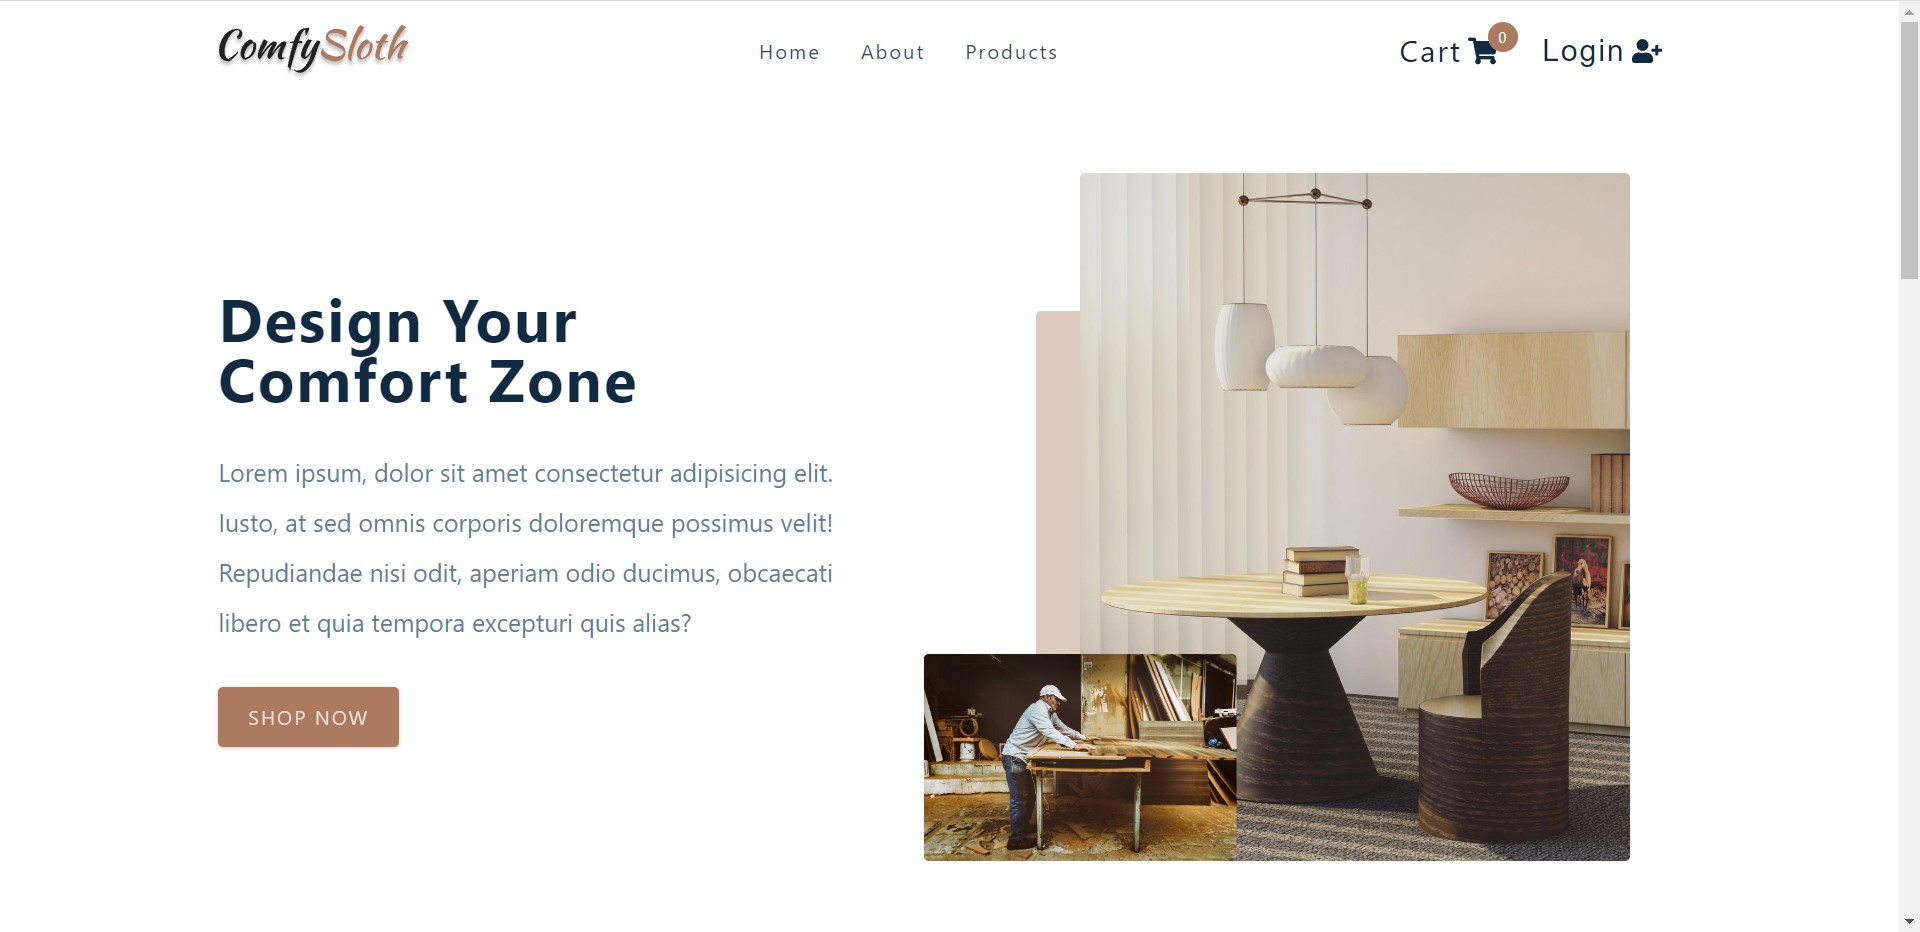 ComfySloth
Home About Products
Cart 0 Login
Design Your
Comfort Zone
Lorem ipsum, dolor sit amet consectetur adipisicing elit.
Iusto, at sed omnis corporis doloremque possimus velit!
Repudiandae nisi odit, aperiam odio ducimus, obcaecati
libero et quia tempora excepturi quis alias?
SHOP NOW